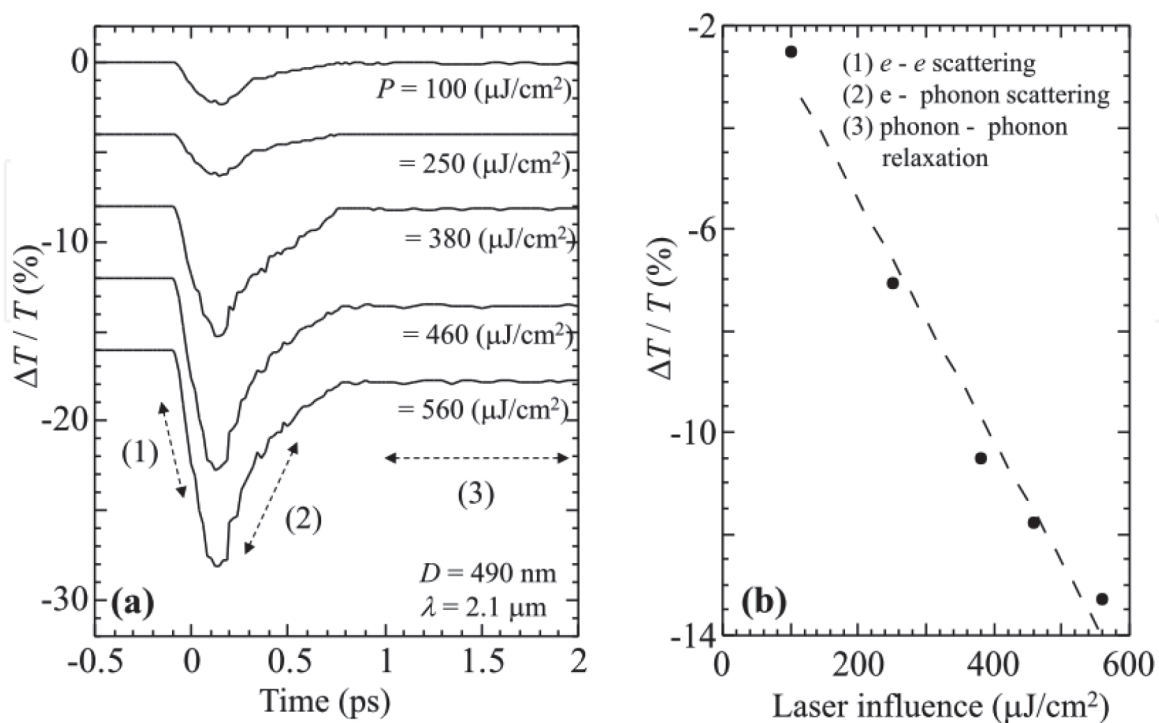 0
-10
-20
-30
ΔT / T (%)
P = 100 (μJ/cm²)
= 250 (μJ/cm²)
= 380 (μJ/cm²)
= 460 (μJ/cm²)
= 560 (μJ/cm²)
(1)
(2)
(3)
D = 490 nm
λ = 2.1 μm
(a)
-0.5 0 0.5 1 1.5 2
Time (ps)
-2
-6
-10
-14
ΔT / T (%)
(1) e - e scattering
(2) e - phonon scattering
(3) phonon - phonon
relaxation
(b)
0 200 400 600
Laser influence (μJ/cm²)